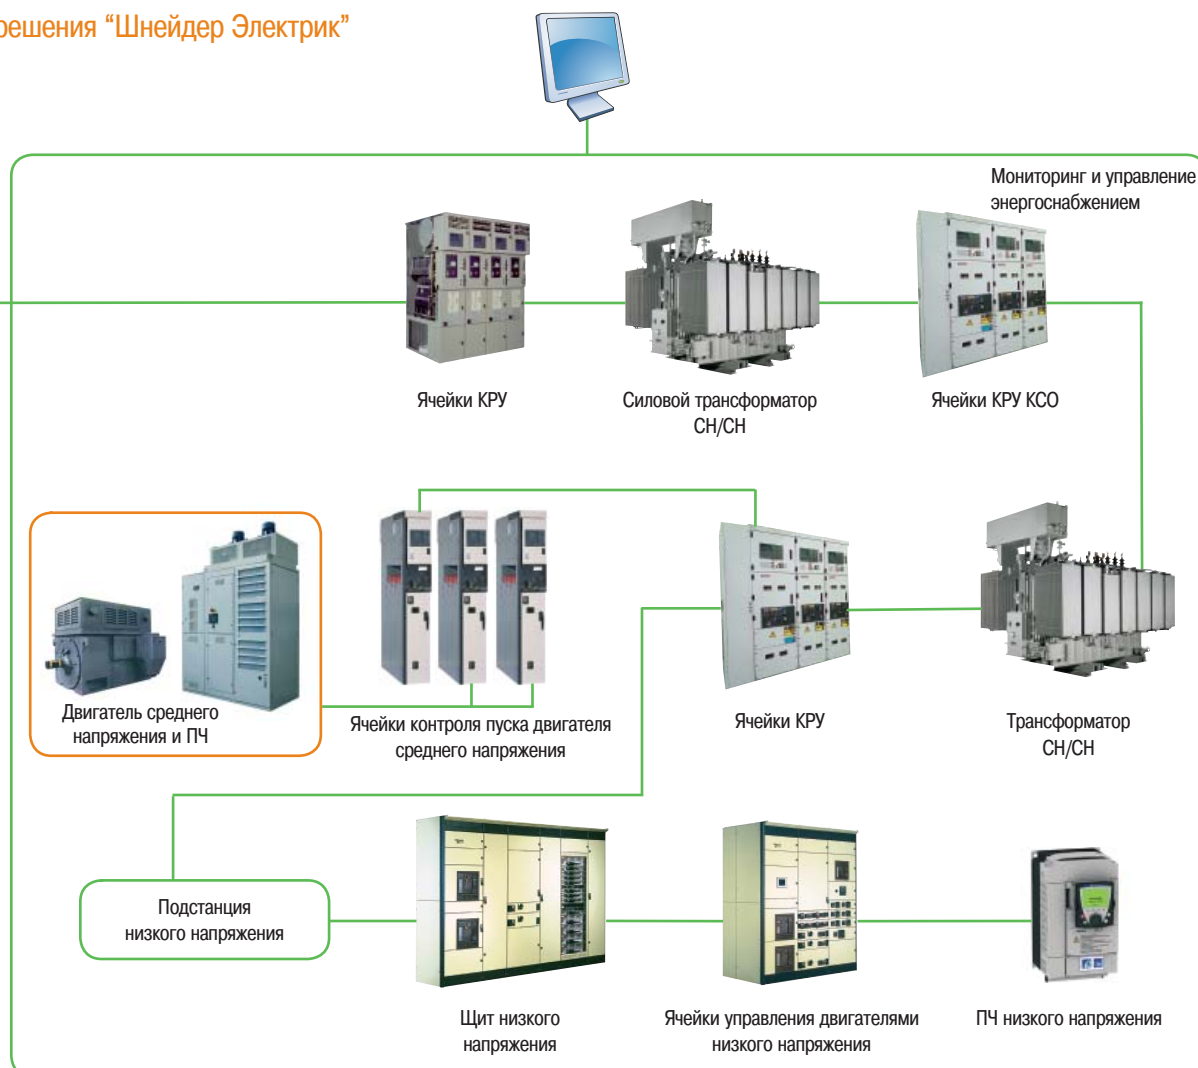 решения “Шнейдер Электрик”
Мониторинг и управление
энергоснабжением
Ячейки КРУ
Силовой трансформатор
СН/СН
Ячейки КРУ КСО
Двигатель среднего
напряжения и ПЧ
Ячейки контроля пуска двигателя
среднего напряжения
Ячейки КРУ
Трансформатор
СН/СН
Подстанция
низкого напряжения
Щит низкого
напряжения
Ячейки управления двигателями
низкого напряжения
ПЧ низкого напряжения